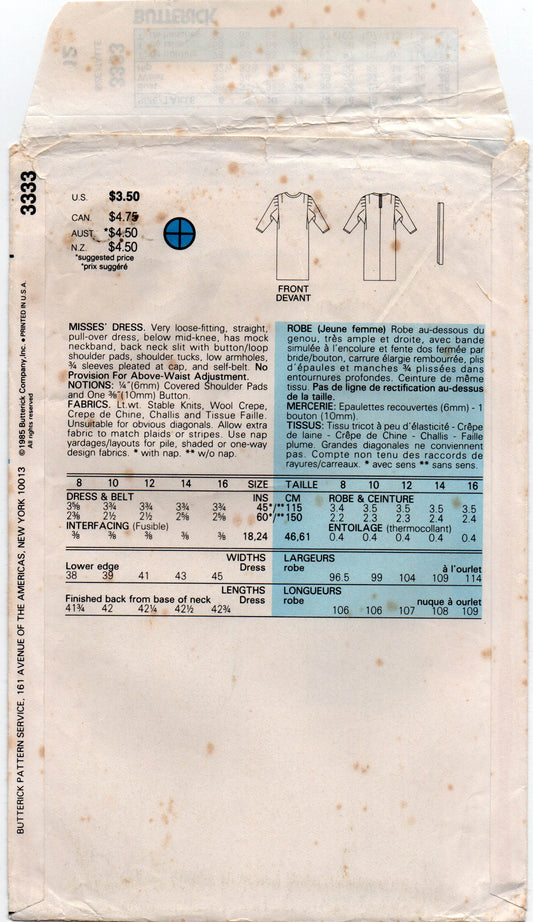 BUTTERICK
3333
12
3333
U.S. $3.50
CAN. $4.75
AUST. *$4.50
N.Z. *$4.50
*suggested price
*prix suggéré
FRONT
DEVANT
MISSES' DRESS. Very loose-fitting, straight,
pull-over dress, below mid-knee, has mock
neckband, back neck slit with button/loop
shoulder pads, shoulder tucks, low armholes,
¾ sleeves pleated at cap, and self-belt. No
Provision For Above-Waist Adjustment.
NOTIONS: ¼"(6mm) Covered Shoulder Pads
and One ⅜"(10mm) Button.
FABRICS. Lt.wt. Stable Knits, Wool Crepe,
Crepe de Chine, Challis and Tissue Faille.
Unsuitable for obvious diagonals. Allow extra
fabric to match plaids or stripes. Use nap
yardages/layouts for pile, shaded or one-way
design fabrics. * with nap. ** w/o nap.
ROBE (Jeune femme) Robe au-dessous du
genou, très ample et droite, avec bande
simulée à l'encolure et fente dos fermée par
bride/bouton, carrure élargie rembourrée, plis
d'épaules et manches ¾ plissées dans
entournures profondes. Ceinture de même
tissu. Pas de ligne de rectification au-dessus
de la taille.
MERCERIE: Epaulettes recouvertes (6mm) - 1
bouton (10mm).
TISSUS: Tissu tricot à peu d'élasticité - Crêpe
de laine - Crêpe de Chine - Challis - Faille
plume. Grandes diagonales ne conviennent
pas. Compte non tenu des raccords de
rayures/carreaux. * avec sens ** sans sens.
8 10 12 14 16 SIZE TAILLE 8 10 12 14 16
DRESS & BELT INS CM ROBE & CEINTURE
3⅝ 3¾ 3¾ 3¾ 3¾ 45*/**115 3.4 3.5 3.5 3.5 3.5
2⅜ 2½ 2½ 2⅝ 2⅝ 60*/**150 2.2 2.3 2.3 2.4 2.4
INTERFACING (Fusible) ENTOILAGE (thermocollant)
⅜ ⅜ ⅜ ⅜ ⅜ 18,24 46,61 0.4 0.4 0.4 0.4 0.4
WIDTHS LARGEURS
Lower edge Dress robe à l'ourlet
38 39 41 43 45 96.5 99 104 109 114
LENGTHS LONGUEURS
Finished back from base of neck Dress robe nuque à ourlet
41¾ 42 42¼ 42½ 42¾ 106 106 107 108 109
BUTTERICK PATTERN SERVICE, 161 AVENUE OF THE AMERICAS, NEW YORK 10013 ©1985 Butterick Company, Inc. • PRINTED IN U.S.A.
All rights reserved